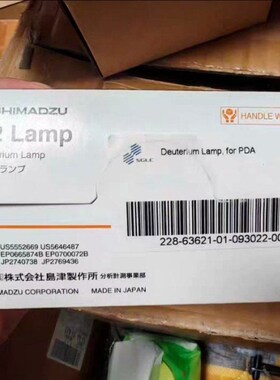 SHIMADZU
HANDLE W
2 Lamp
erium Lamp
ランプ
SGLC
Deuterium Lamp, for PDA
228-63621-01-093022-00
US5552669 US5646487
EP0665874B EP0700072B
JP2740738 JP2769436
株式会社島津製作所 分析計測事業部
MADZU CORPORATION MADE IN JAPAN